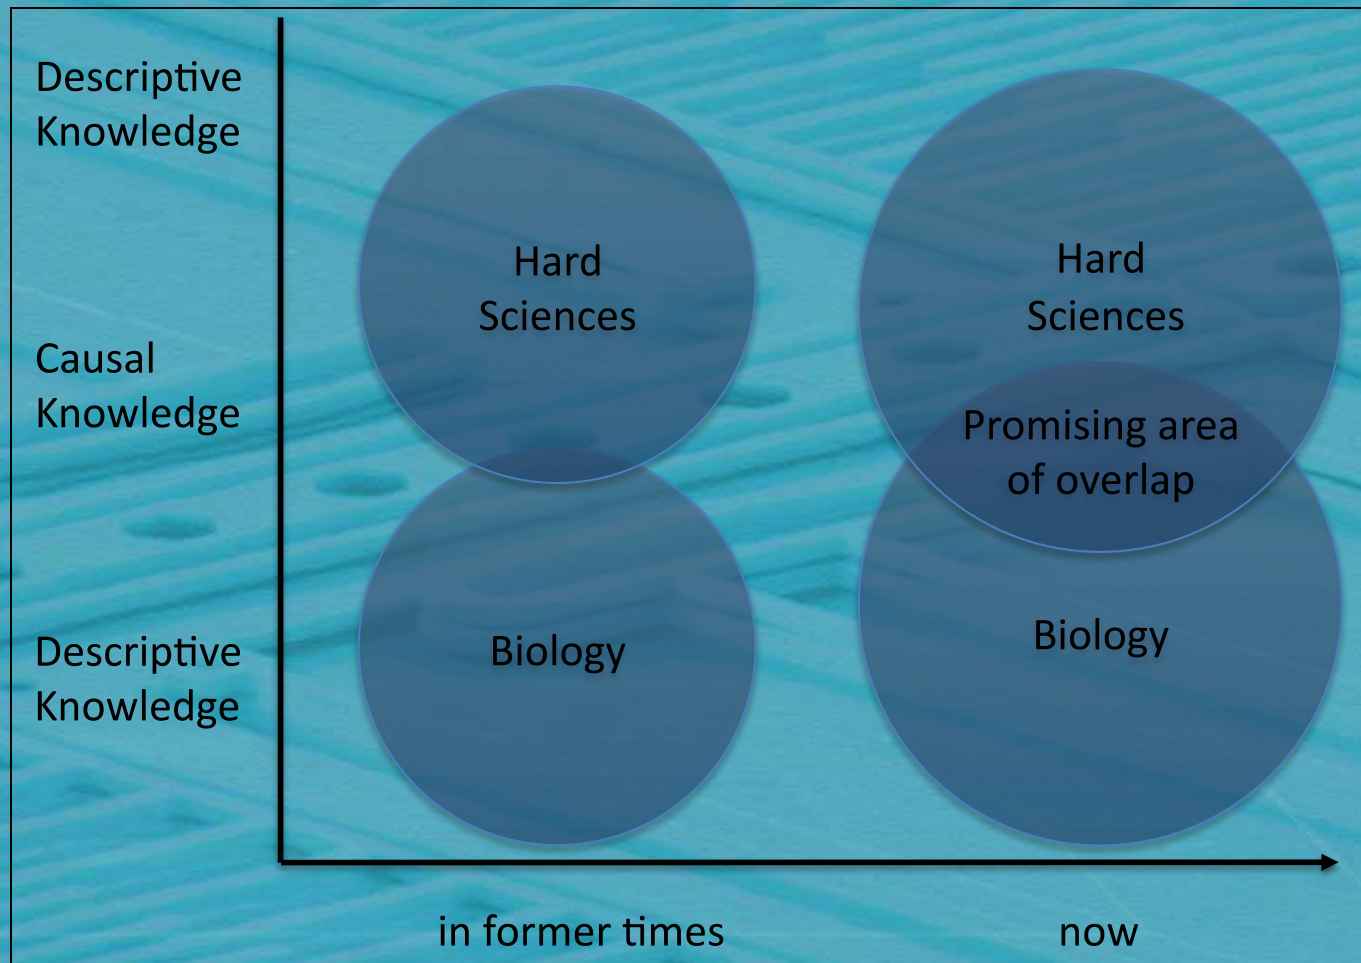 Descriptive
Knowledge
Causal
Knowledge
Descriptive
Knowledge
Hard
Sciences
Biology
Hard
Sciences
Promising area
of overlap
Biology
in former times
now